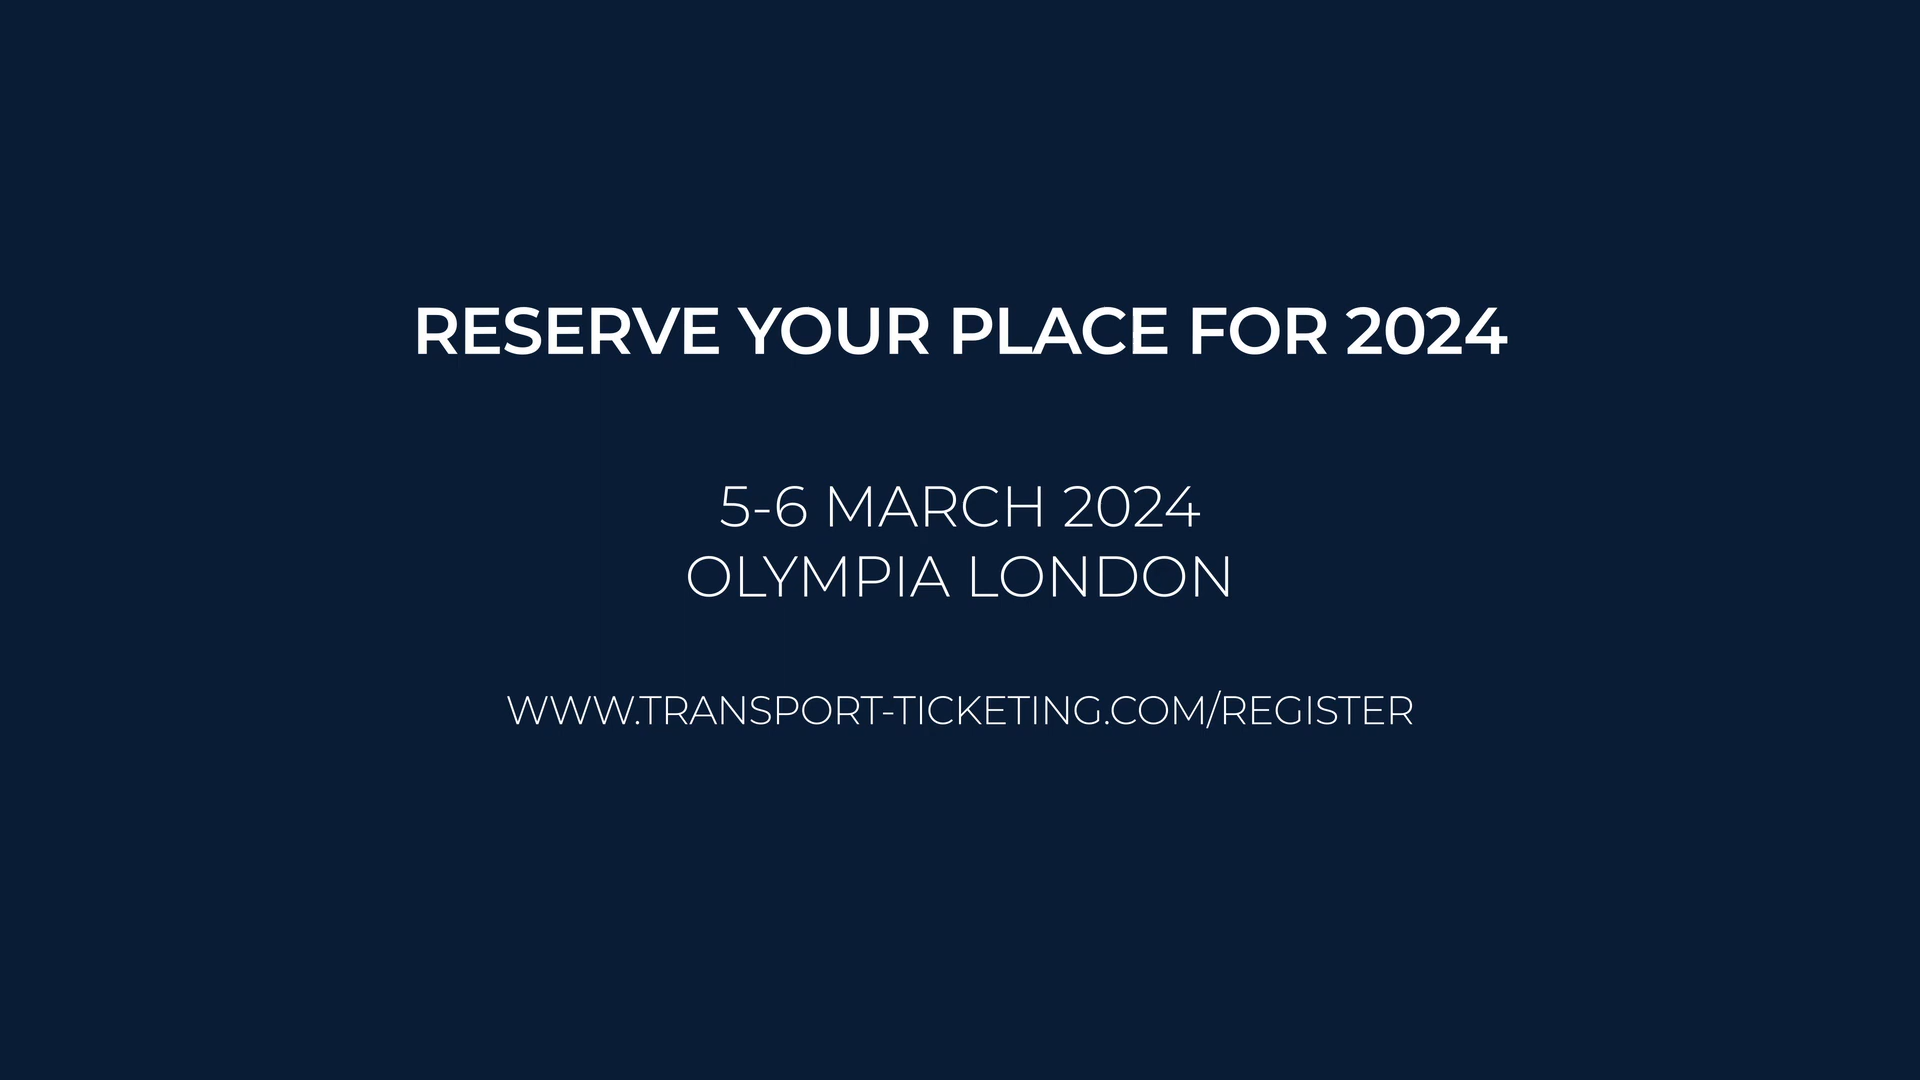 RESERVE YOUR PLACE FOR 2024
5-6 MARCH 2024
OLYMPIA LONDON
WWW.TRANSPORT-TICKETING.COM/REGISTER